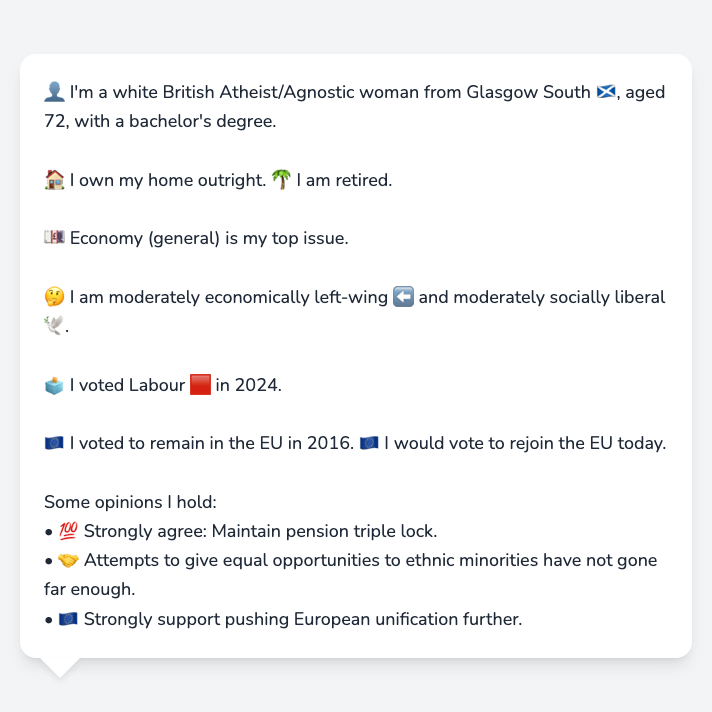 👤 I'm a white British Atheist/Agnostic woman from Glasgow South 🏴󠁧󠁢󠁳󠁣󠁴󠁿, aged
72, with a bachelor's degree.
🏠 I own my home outright. 🌴 I am retired.
💷 Economy (general) is my top issue.
🤔 I am moderately economically left-wing ⬅️ and moderately socially liberal
🕊️.
🗳️ I voted Labour 🟥 in 2024.
🇪🇺 I voted to remain in the EU in 2016. 🇪🇺 I would vote to rejoin the EU today.
Some opinions I hold:
• 💯 Strongly agree: Maintain pension triple lock.
• 🤝 Attempts to give equal opportunities to ethnic minorities have not gone
far enough.
• 🇪🇺 Strongly support pushing European unification further.